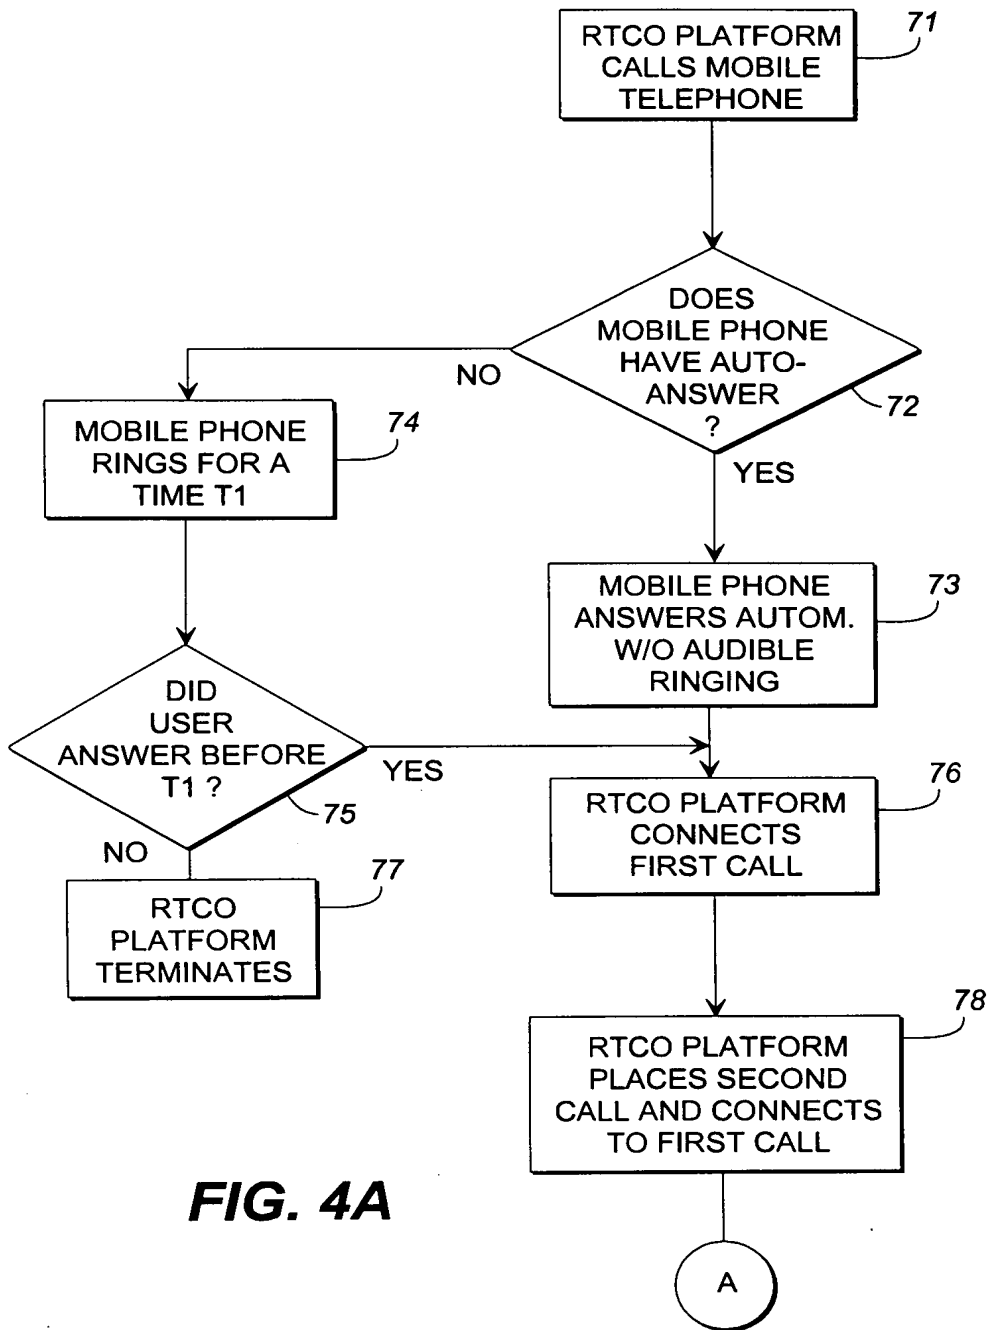 RTCO PLATFORM
CALLS MOBILE
TELEPHONE
71
DOES
MOBILE PHONE
HAVE AUTO-
ANSWER
?
72
NO
YES
MOBILE PHONE
RINGS FOR A
TIME T1
74
MOBILE PHONE
ANSWERS AUTOM.
W/O AUDIBLE
RINGING
73
DID
USER
ANSWER BEFORE
T1 ?
75
YES
NO
RTCO PLATFORM
CONNECTS
FIRST CALL
76
RTCO
PLATFORM
TERMINATES
77
RTCO PLATFORM
PLACES SECOND
CALL AND CONNECTS
TO FIRST CALL
78
FIG. 4A
A